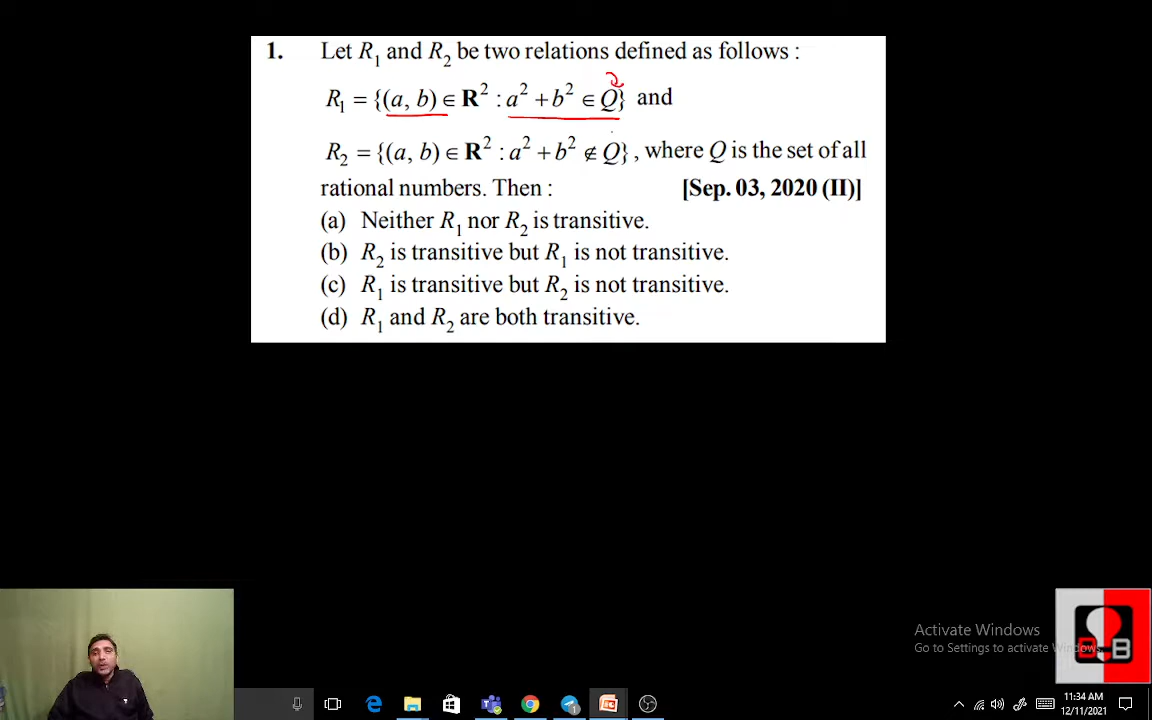 1. Let R₁ and R₂ be two relations defined as follows :
R₁ = {(a, b) ∈ R² : a² + b² ∈ Q} and
R₂ = {(a, b) ∈ R² : a² + b² ∉ Q}, where Q is the set of all
rational numbers. Then : [Sep. 03, 2020 (II)]
(a) Neither R₁ nor R₂ is transitive.
(b) R₂ is transitive but R₁ is not transitive.
(c) R₁ is transitive but R₂ is not transitive.
(d) R₁ and R₂ are both transitive.
Activate Windows
Go to Settings to activate Windows.
B B
11:34 AM
12/11/2021